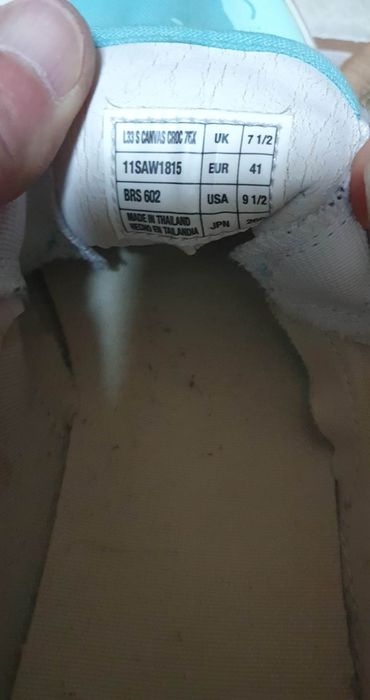 L33 S CANVAS CROC 7EX UK 7 1/2
11SAW1815 EUR 41
BRS 602 USA 9 1/2
MADE IN THAILAND
HECHO EN TAILANDIA JPN